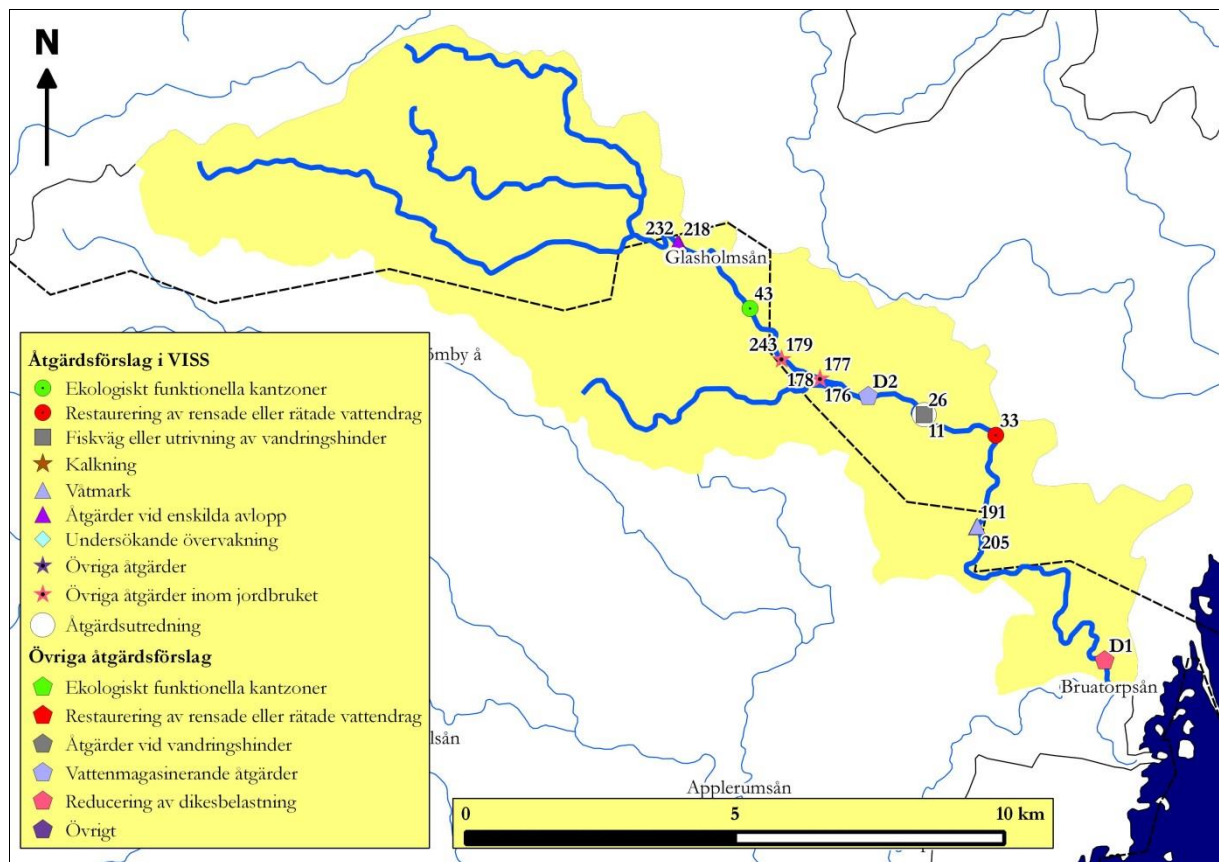 N
232
218
Glasholmsån
43
243
179
178
177
176
D2
26
11
33
191
205
D1
Bruatorpsån
ömby å
lsån
Applerumsån
Åtgärdsförslag i VISS
Ekologiskt funktionella kantzoner
Restaurering av rensade eller rätade vattendrag
Fiskväg eller utrivning av vandringshinder
Kalkning
Våtmark
Åtgärder vid enskilda avlopp
Undersökande övervakning
Övriga åtgärder
Övriga åtgärder inom jordbruket
Åtgärdsutredning
Övriga åtgärdsförslag
Ekologiskt funktionella kantzoner
Restaurering av rensade eller rätade vattendrag
Åtgärder vid vandringshinder
Vattenmagasinerande åtgärder
Reducering av dikesbelastning
Övrigt
0 5 10 km